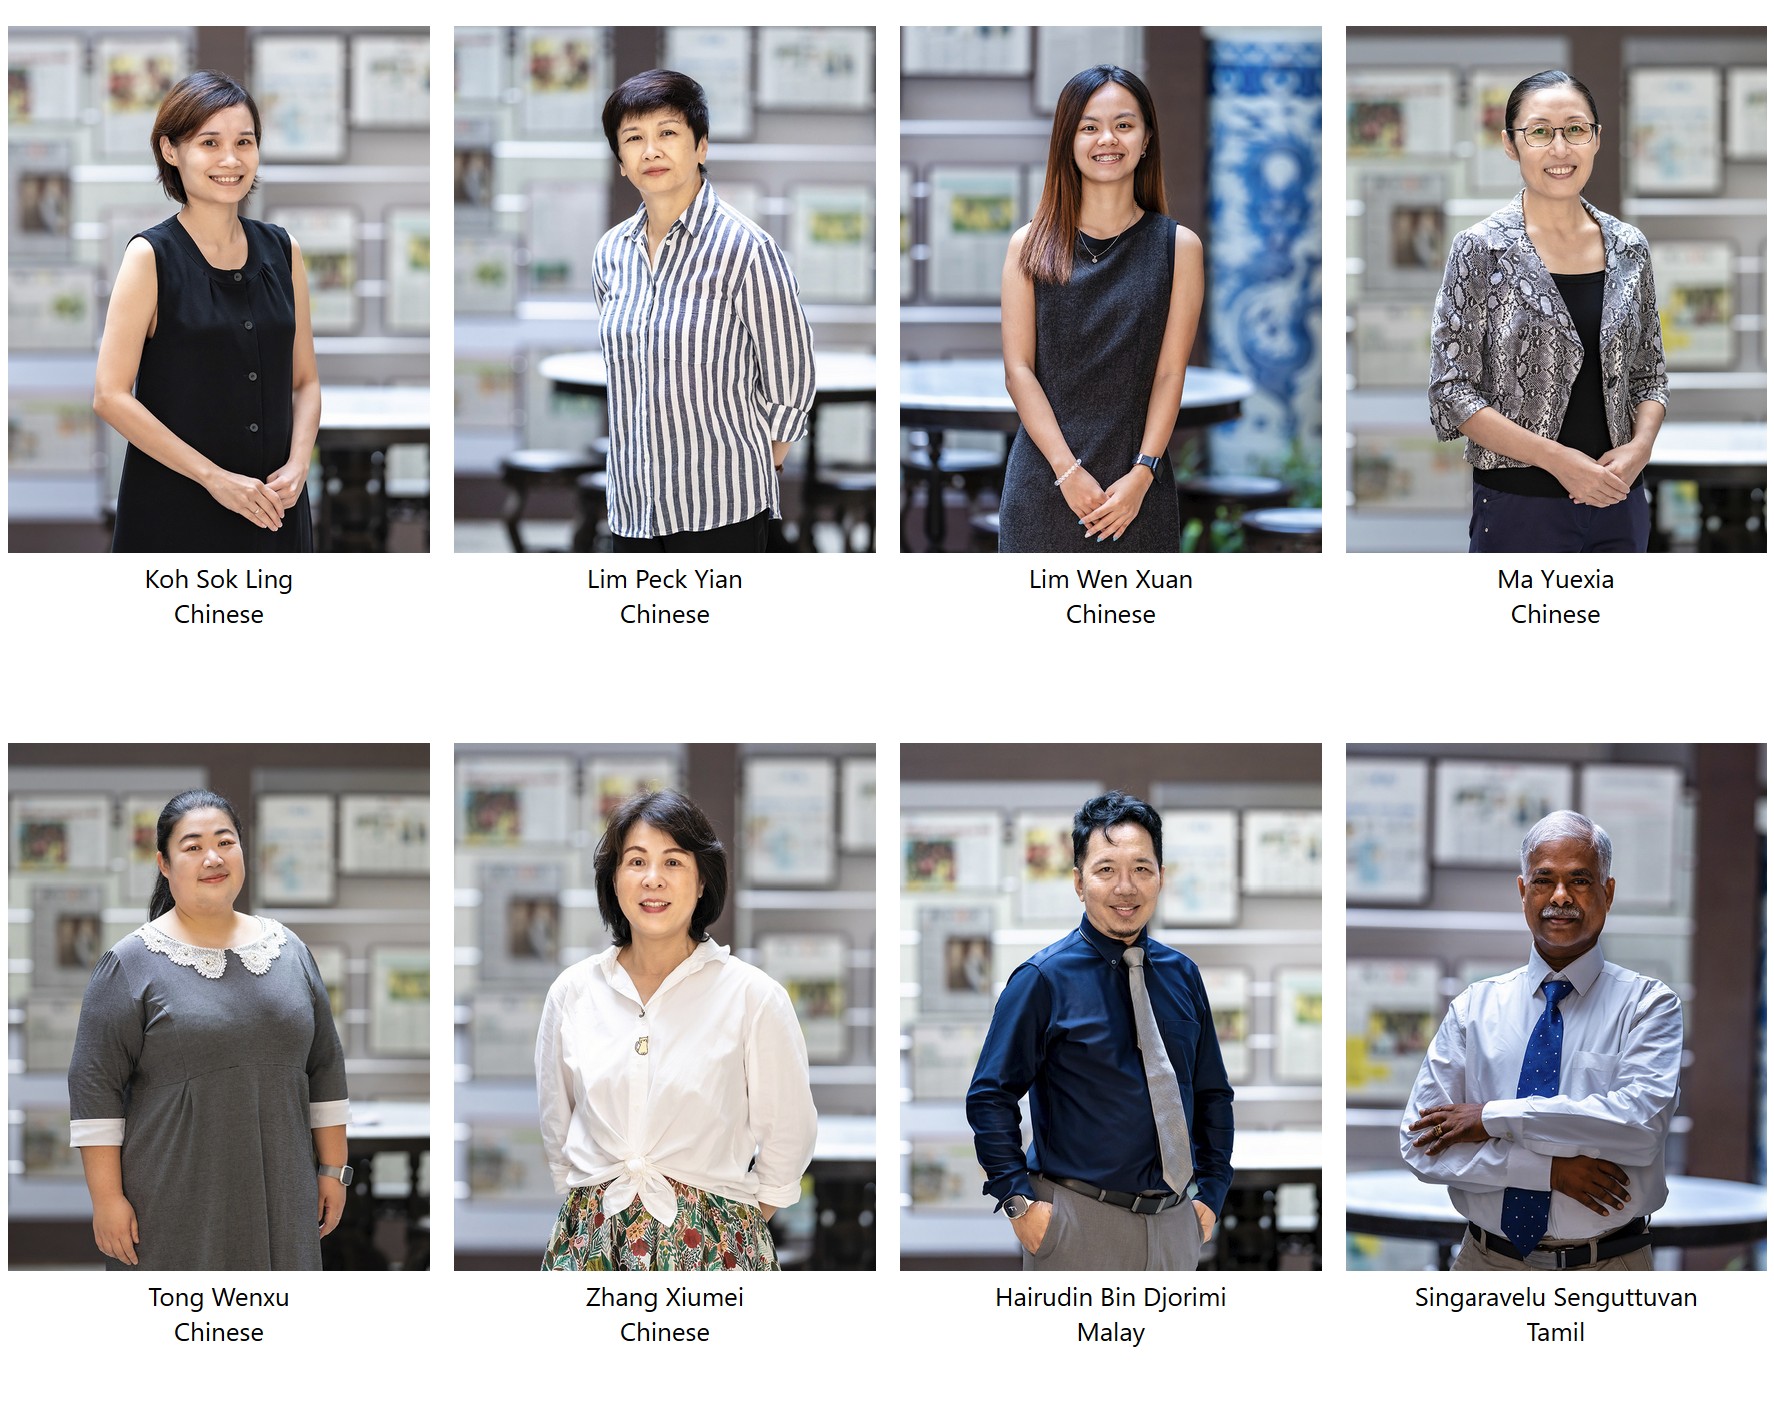 Koh Sok Ling
Chinese
Lim Peck Yian
Chinese
Lim Wen Xuan
Chinese
Ma Yuexia
Chinese
Tong Wenxu
Chinese
Zhang Xiumei
Chinese
Hairudin Bin Djorimi
Malay
Singaravelu Senguttuvan
Tamil